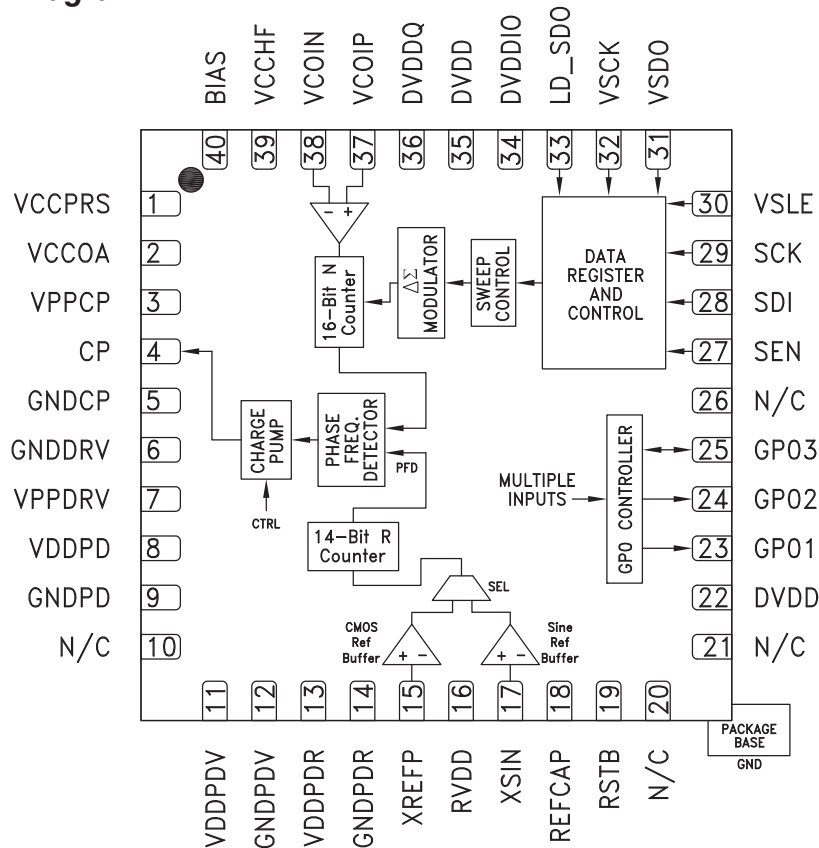 BIAS
VCCHF
VCOIN
VCOIP
DVDDQ
DVDD
DVDDIO
LD_SDO
VSCK
VSDO
40
39
38
37
36
35
34
33
32
31
VCCPRS
1
VCCOA
2
VPPCP
3
CP
4
GNDCP
5
GNDDRV
6
VPPDRV
7
VDDPD
8
GNDPD
9
N/C
10
- +
16-Bit N
Counter
ΔΣ
MODULATOR
SWEEP
CONTROL
DATA
REGISTER
AND
CONTROL
30
VSLE
29
SCK
28
SDI
27
SEN
26
N/C
25
GPO3
24
GPO2
23
GPO1
22
DVDD
21
N/C
CHARGE
PUMP
CTRL
PHASE
FREQ.
DETECTOR
PFD
MULTIPLE
INPUTS
GPO CONTROLLER
14-Bit R
Counter
SEL
CMOS
Ref
Buffer
+ -
Sine
Ref
Buffer
+ -
11
12
13
14
15
16
17
18
19
20
VDDPDV
GNDPDV
VDDPDR
GNDPDR
XREFP
RVDD
XSIN
REFCAP
RSTB
N/C
PACKAGE
BASE
GND